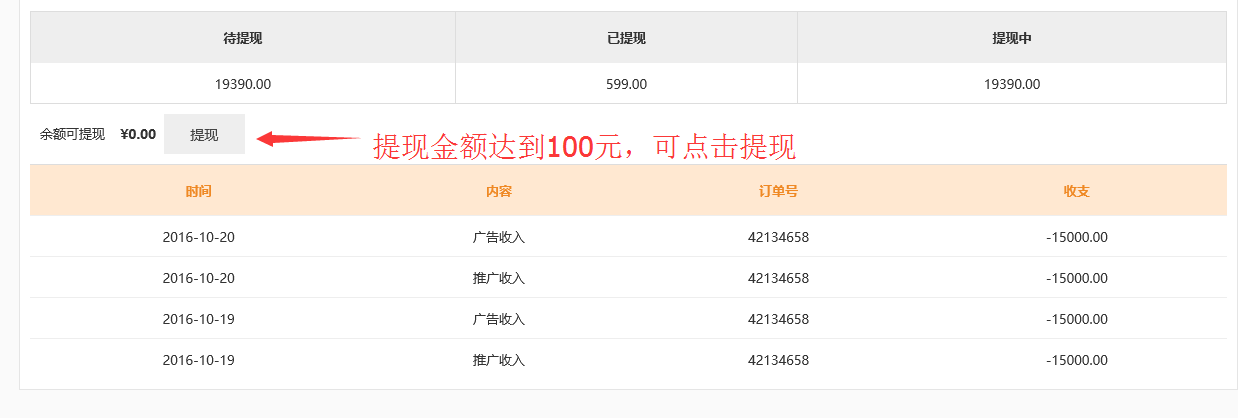 待提现 已提现 提现中
19390.00 599.00 19390.00
余额可提现 ¥0.00 提现 提现金额达到100元，可点击提现
时间 内容 订单号 收支
2016-10-20 广告收入 42134658 -15000.00
2016-10-20 推广收入 42134658 -15000.00
2016-10-19 广告收入 42134658 -15000.00
2016-10-19 推广收入 42134658 -15000.00